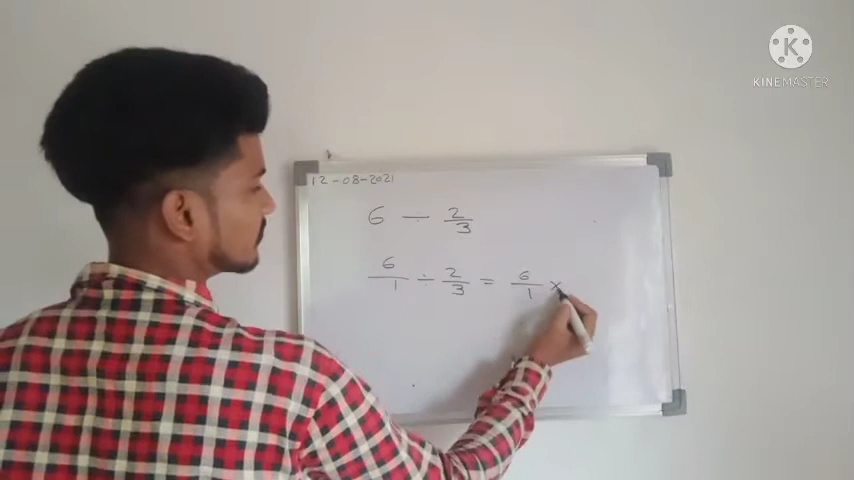 KINEMASTER
12-08-2021
6 ÷ 2/3
6/1 ÷ 2/3 = 6/1 ×